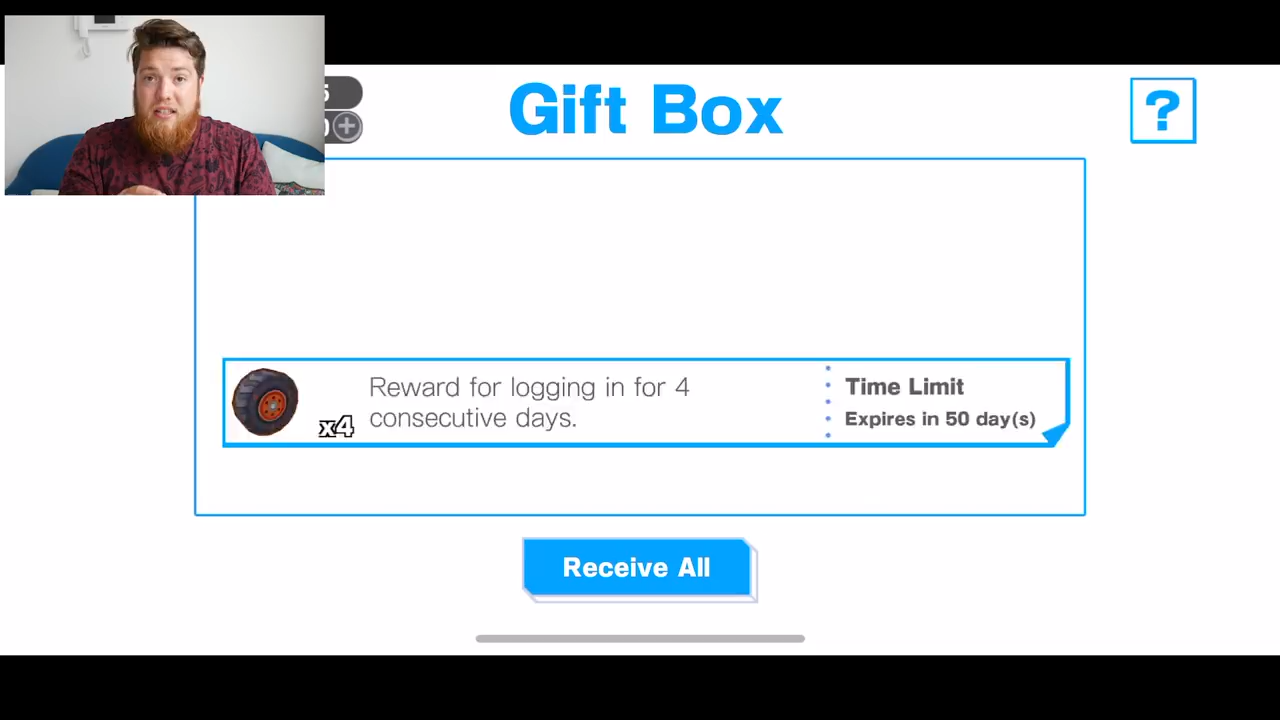 Gift Box
?
Reward for logging in for 4
consecutive days.
x4
Time Limit
Expires in 50 day(s)
Receive All